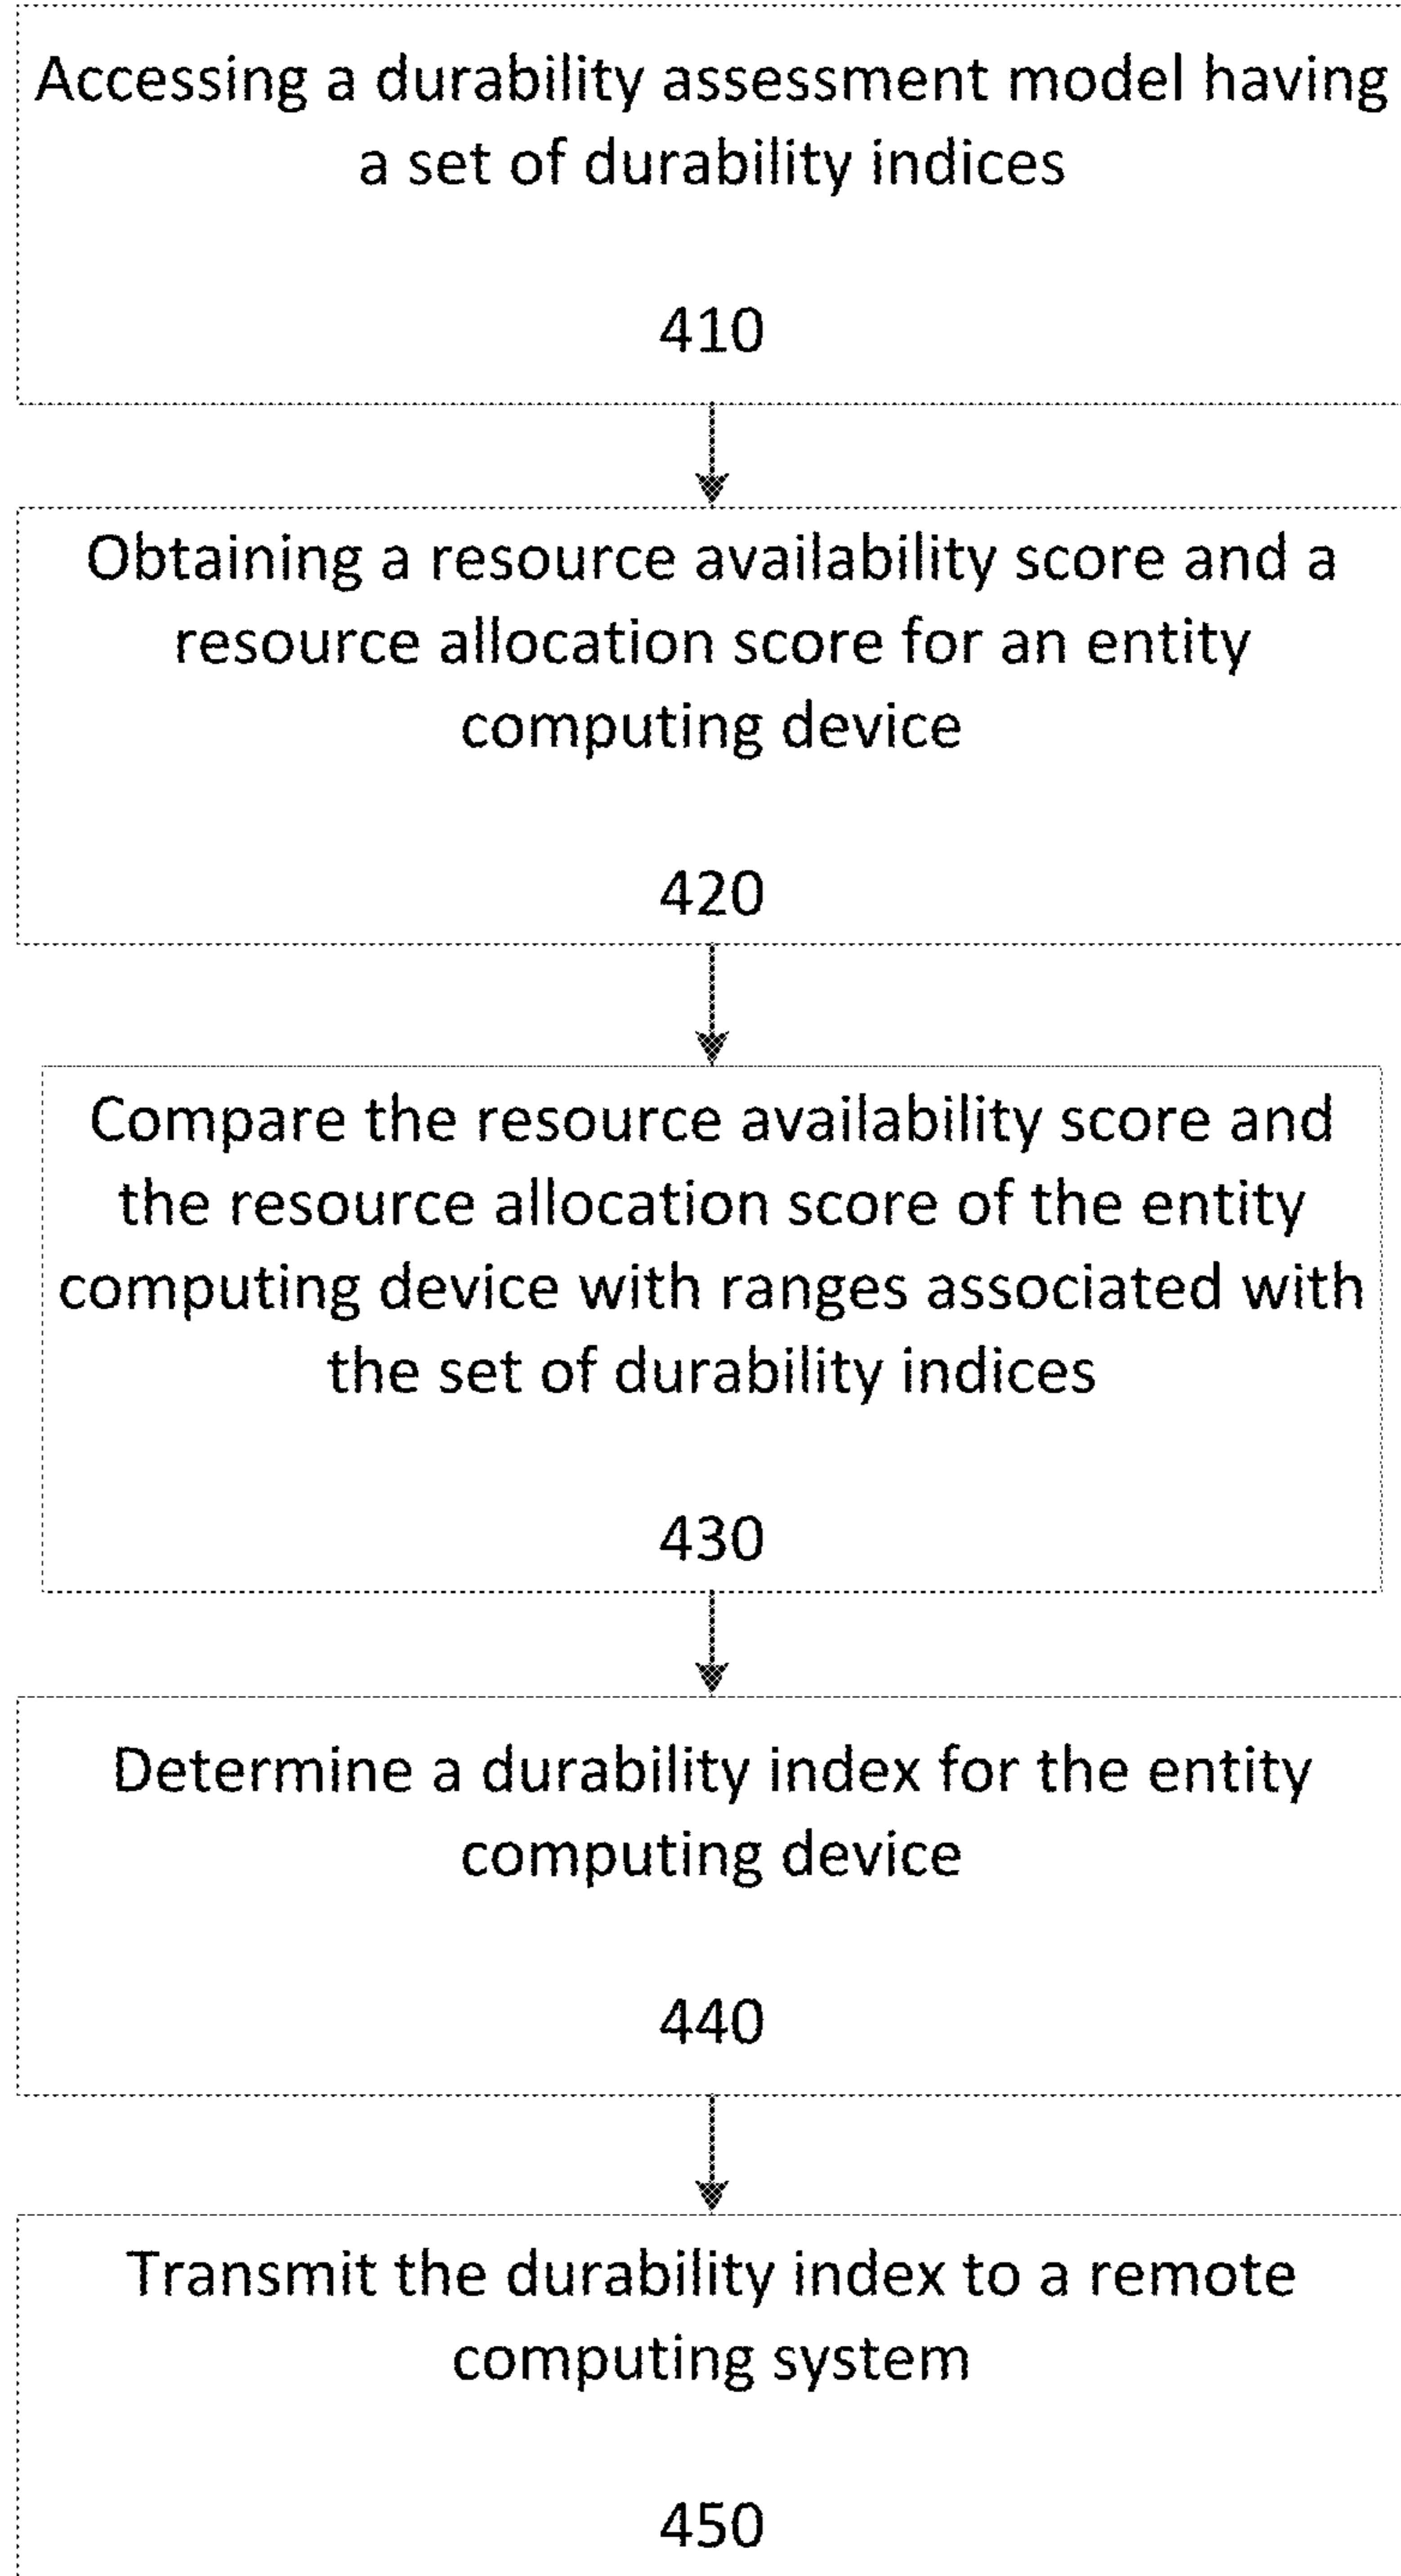 Accessing a durability assessment model having
a set of durability indices
410
Obtaining a resource availability score and a
resource allocation score for an entity
computing device
420
Compare the resource availability score and
the resource allocation score of the entity
computing device with ranges associated with
the set of durability indices
430
Determine a durability index for the entity
computing device
440
Transmit the durability index to a remote
computing system
450